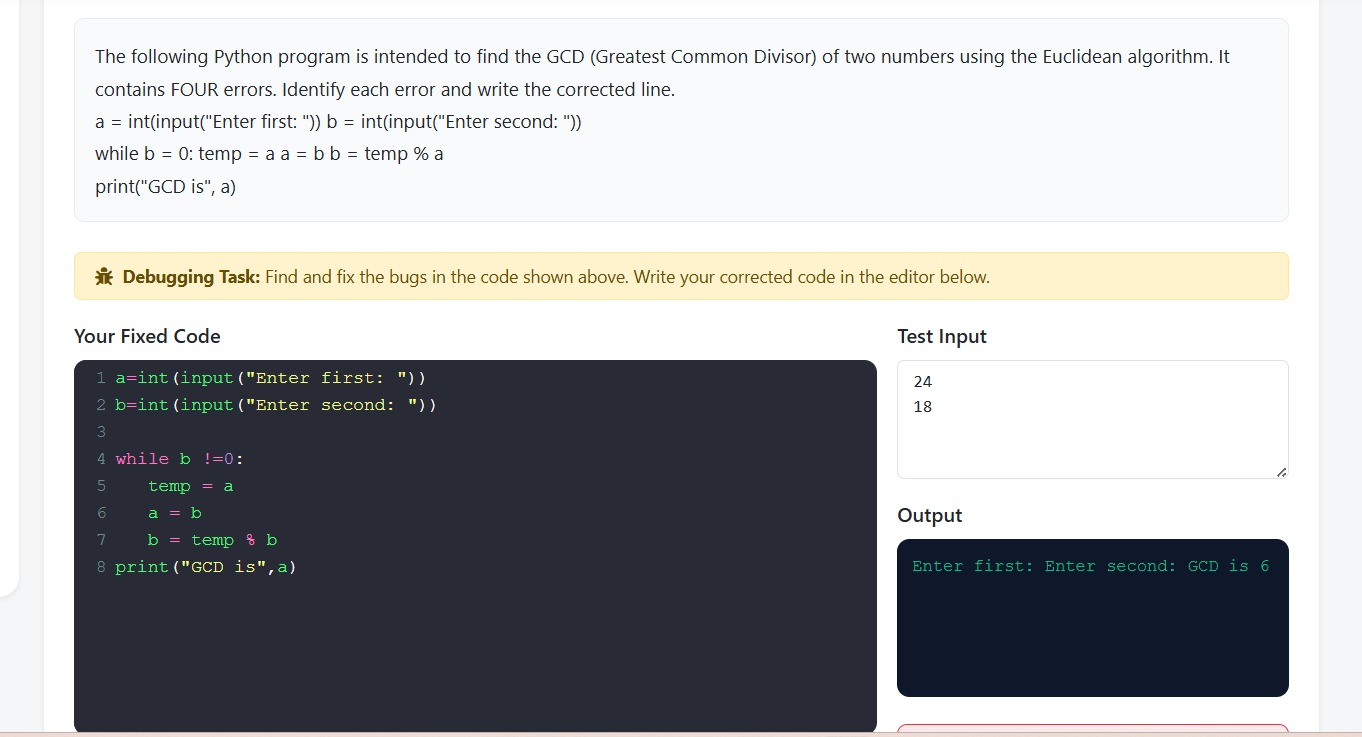 The following Python program is intended to find the GCD (Greatest Common Divisor) of two numbers using the Euclidean algorithm. It
contains FOUR errors. Identify each error and write the corrected line.
a = int(input("Enter first: ")) b = int(input("Enter second: "))
while b = 0: temp = a a = b b = temp % a
print("GCD is", a)
Debugging Task: Find and fix the bugs in the code shown above. Write your corrected code in the editor below.
Your Fixed Code
1 a=int(input("Enter first: "))
2 b=int(input("Enter second: "))
3
4 while b !=0:
5    temp = a
6    a = b
7    b = temp % b
8 print("GCD is",a)
Test Input
24
18
Output
Enter first: Enter second: GCD is 6